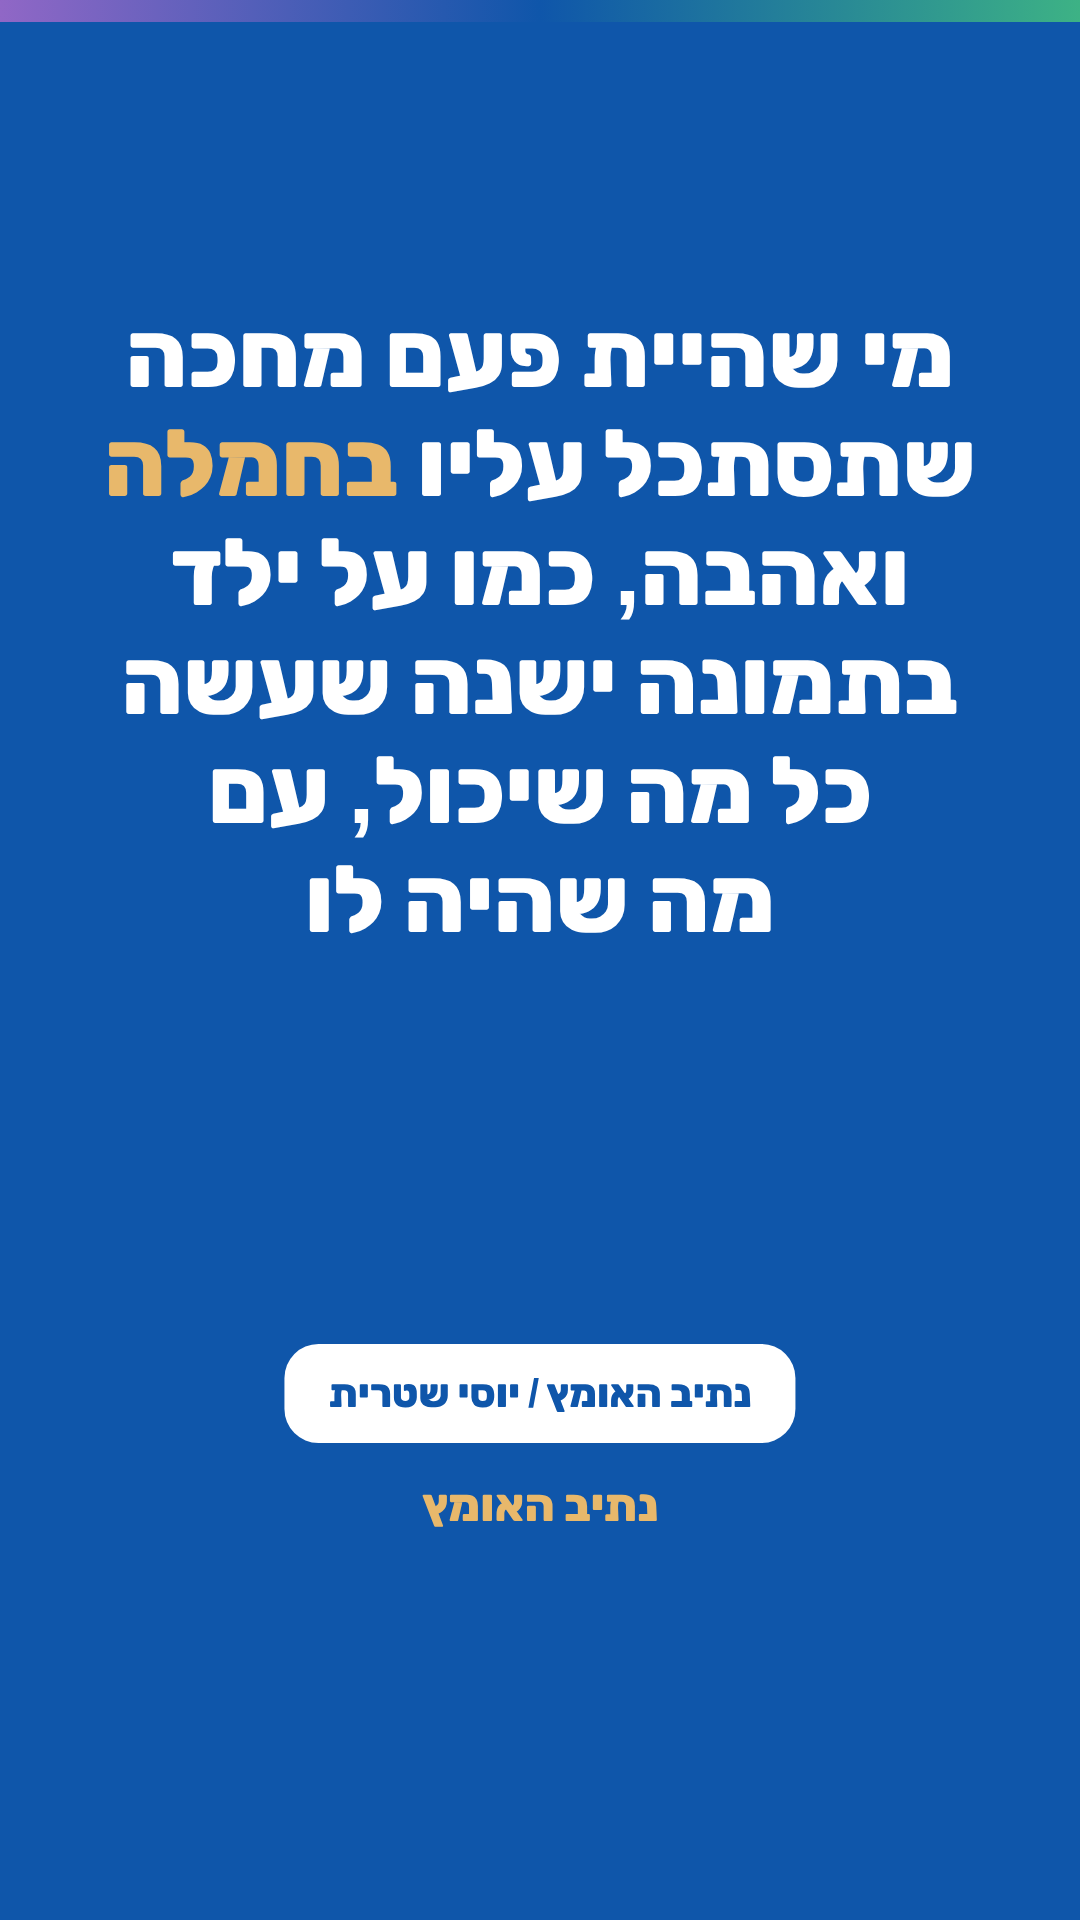 מי שהיית פעם מחכה
שתסתכל עליו בחמלה
ואהבה, כמו על ילד
בתמונה ישנה שעשה
כל מה שיכול, עם
מה שהיה לו
נתיב האומץ / יוסי שטרית
נתיב האומץ